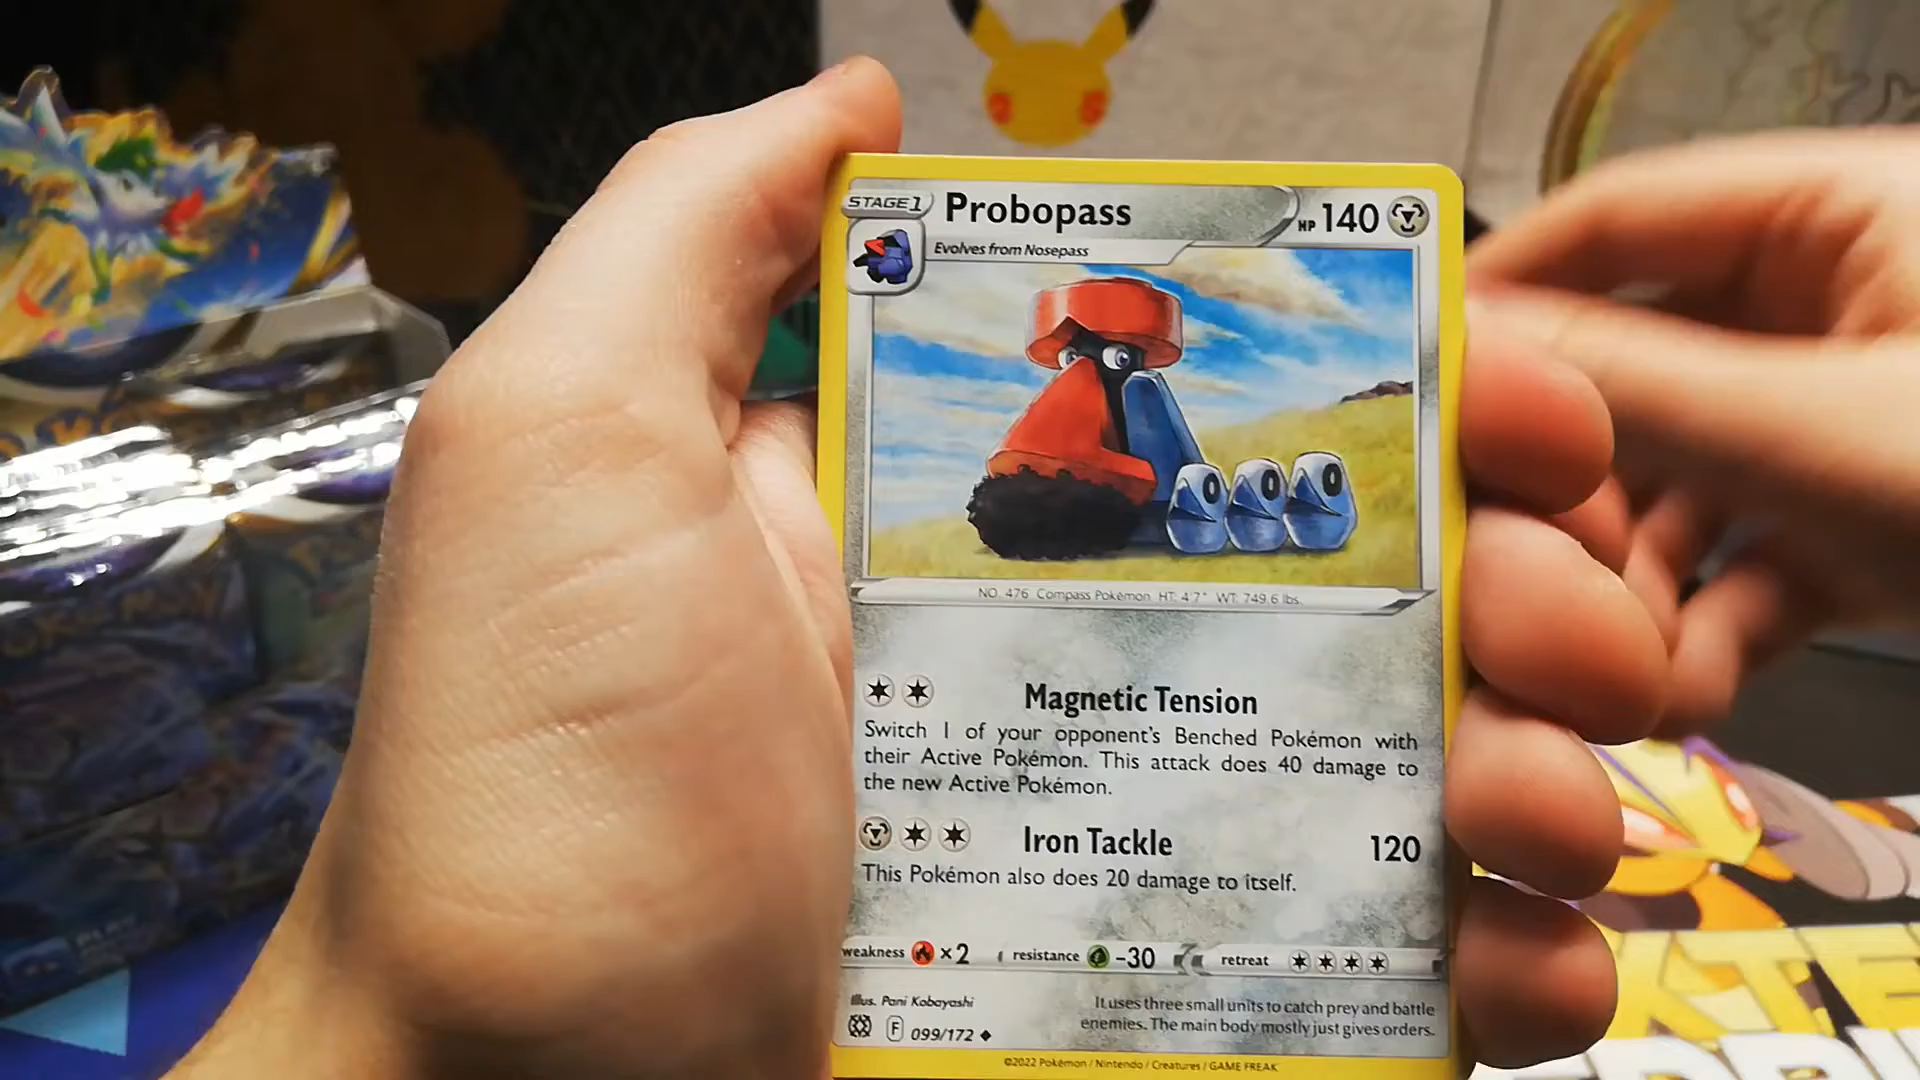 STAGE 1
Probopass
HP 140
Evolves from Nosepass
NO. 476 Compass Pokémon HT: 4'7" WT: 749.6 lbs.
Magnetic Tension
Switch 1 of your opponent's Benched Pokémon with
their Active Pokémon. This attack does 40 damage to
the new Active Pokémon.
Iron Tackle 120
This Pokémon also does 20 damage to itself.
weakness ×2 resistance -30 retreat
Illus. Pani Kobayashi
It uses three small units to catch prey and battle
enemies. The main body mostly just gives orders.
F 099/172
©2022 Pokémon / Nintendo / Creatures / GAME FREAK